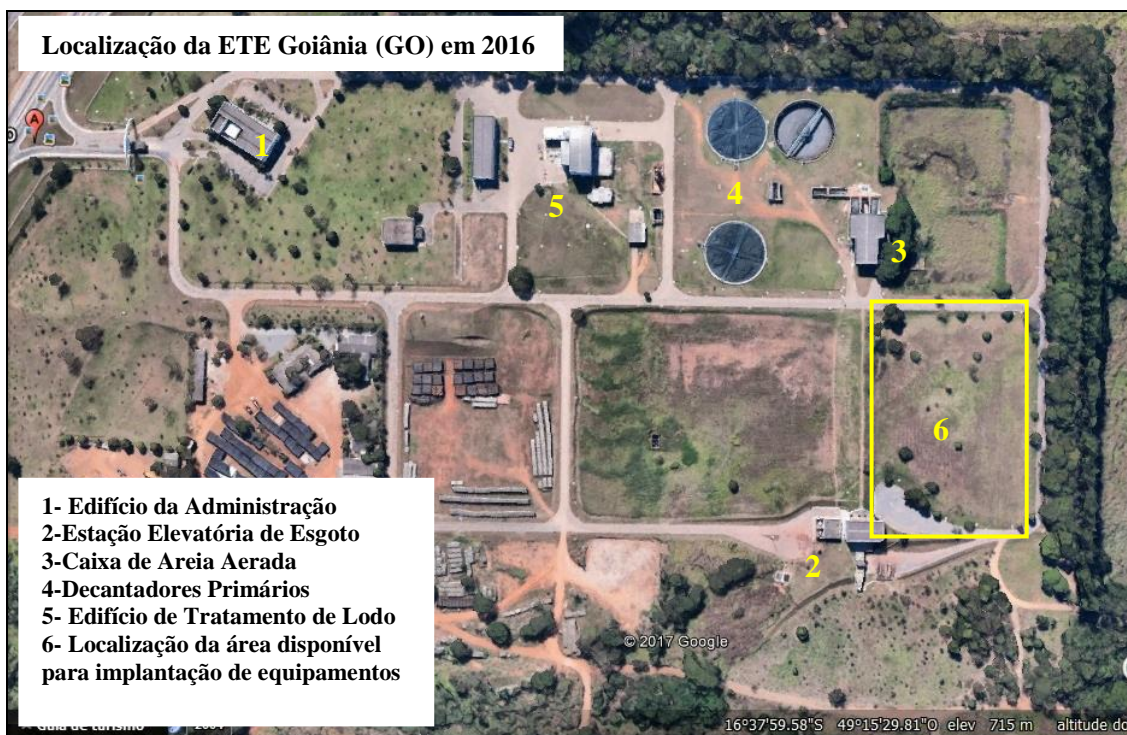 Localização da ETE Goiânia (GO) em 2016
A
1
5
4
3
6
2
1- Edifício da Administração
2-Estação Elevatória de Esgoto
3-Caixa de Areia Aerada
4-Decantadores Primários
5- Edifício de Tratamento de Lodo
6- Localização da área disponível
para implantação de equipamentos
© 2017 Google
Guia de turismo
16°37'59.58"S 49°15'29.81"O elev 715 m altitude do